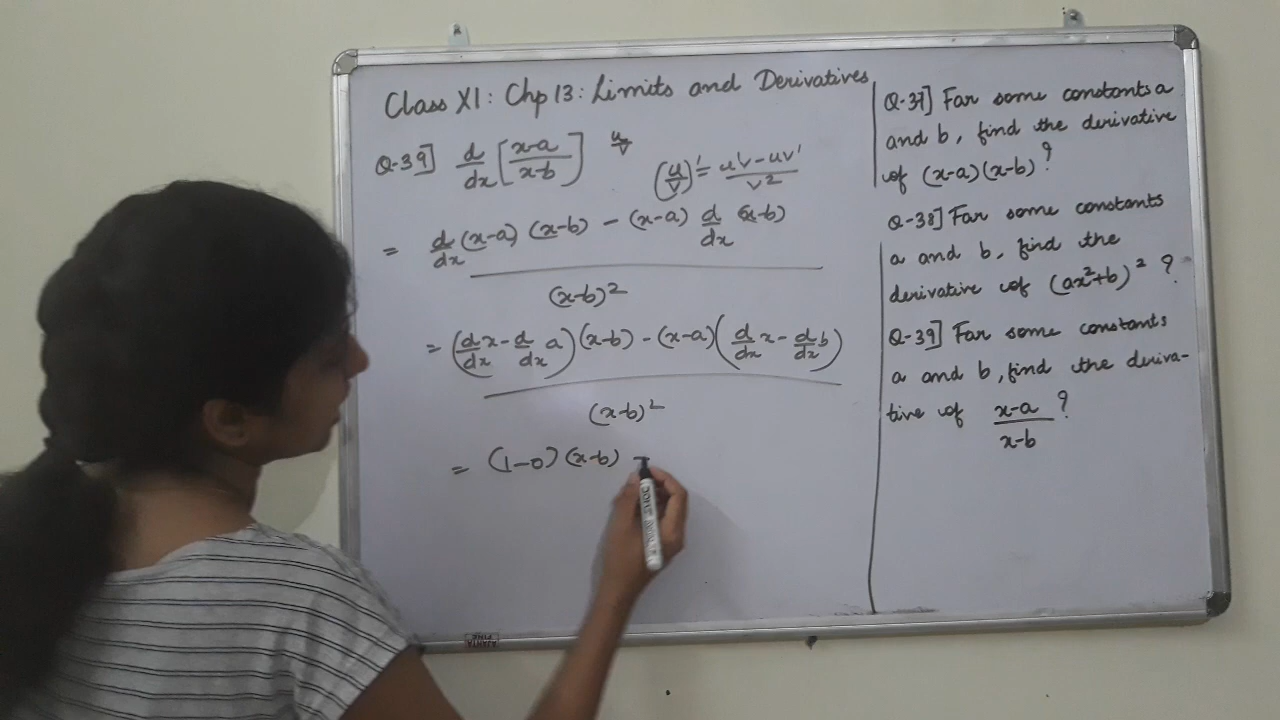 Class XI: Chp 13: Limits and Derivatives
Q-39] d/dx [x-a/x-b] u/v
(u/v)' = u'v - uv'/v²
= d/dx (x-a) (x-b) - (x-a) d/dx (x-b)
(x-b)²
= (d/dx x - d/dx a) (x-b) - (x-a) (d/dx x - d/dx b)
(x-b)²
= (1-0) (x-b) -
Q-37] For some constants a
and b, find the derivative
of (x-a) (x-b)?
Q-38] For some constants
a and b, find the
derivative of (ax²+b)²?
Q-39] For some constants
a and b, find the deriva-
tive of x-a/x-b?